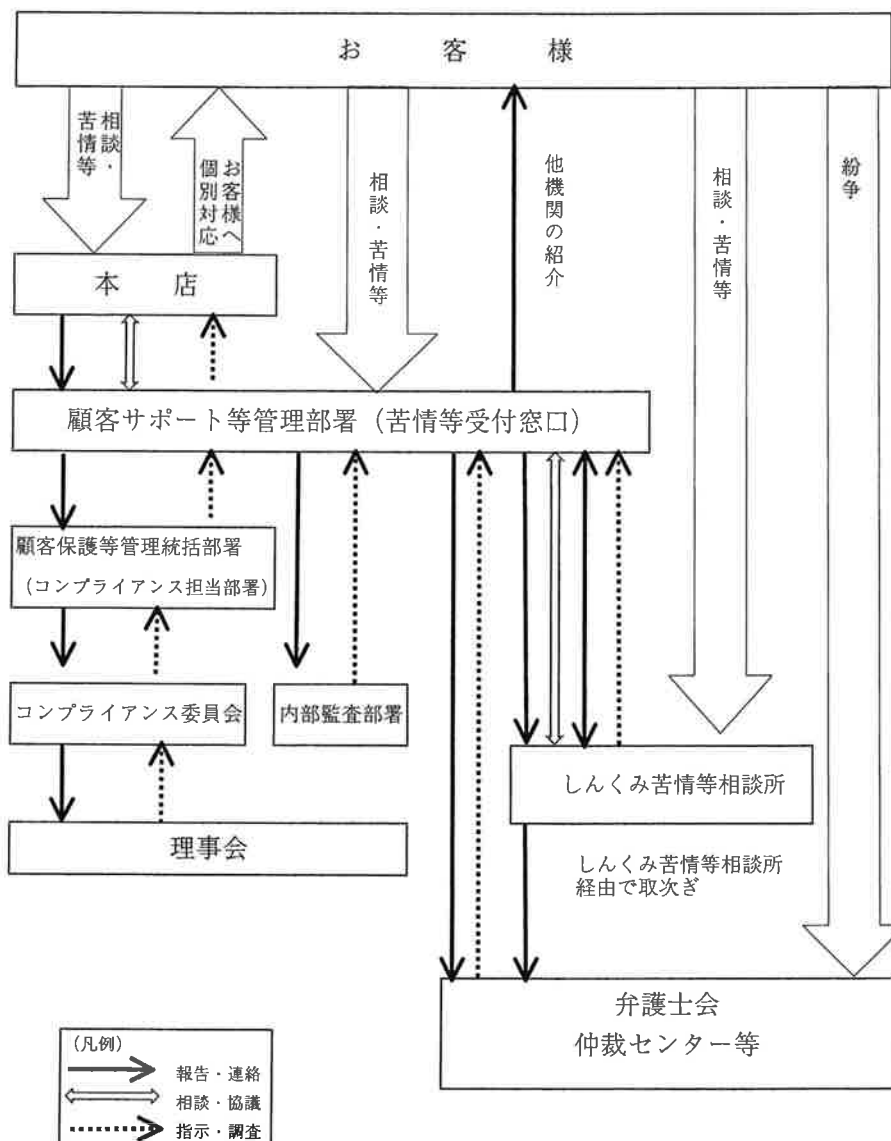 お客様
相談・
苦情等
お客様へ
個別対応
相談・苦情等
他機関の紹介
相談・苦情等
紛争
本店
顧客サポート等管理部署（苦情等受付窓口）
顧客保護等管理統括部署
（コンプライアンス担当部署）
コンプライアンス委員会
内部監査部署
しんくみ苦情等相談所
理事会
しんくみ苦情等相談所
経由で取次ぎ
弁護士会
仲裁センター等
(凡例)
報告・連絡
相談・協議
指示・調査